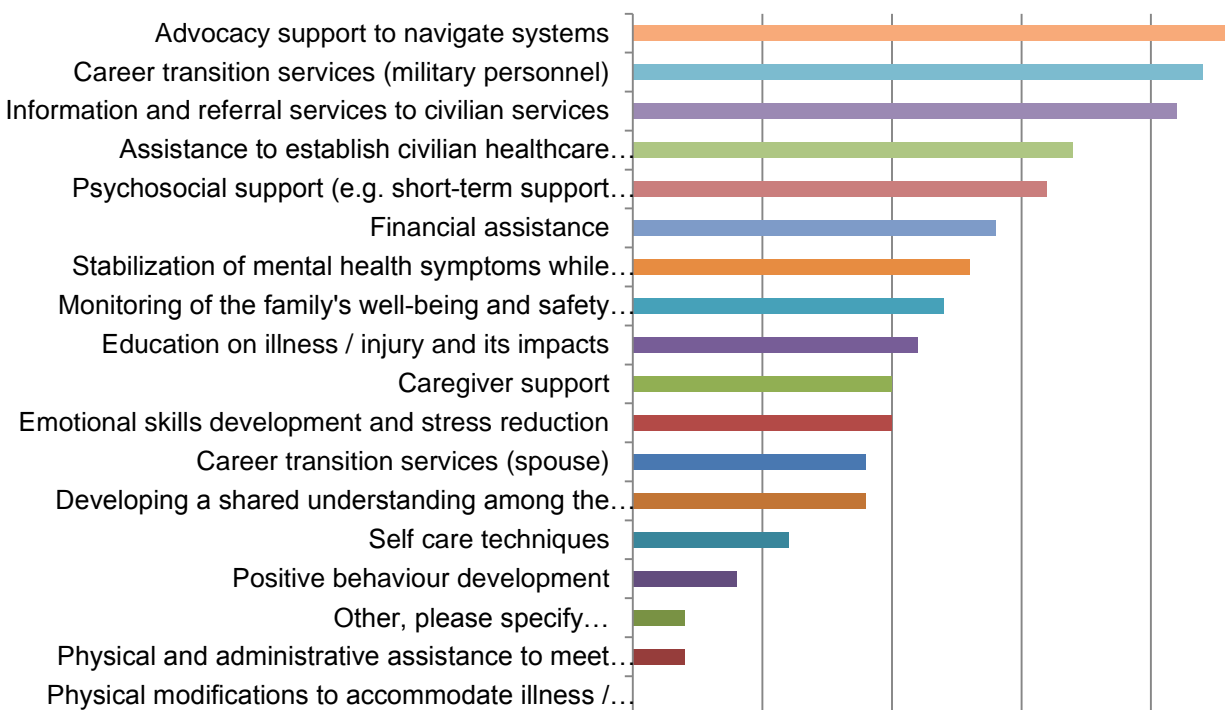 Advocacy support to navigate systems
Career transition services (military personnel)
Information and referral services to civilian services
Assistance to establish civilian healthcare…
Psychosocial support (e.g. short-term support…
Financial assistance
Stabilization of mental health symptoms while…
Monitoring of the family's well-being and safety…
Education on illness / injury and its impacts
Caregiver support
Emotional skills development and stress reduction
Career transition services (spouse)
Developing a shared understanding among the…
Self care techniques
Positive behaviour development
Other, please specify…
Physical and administrative assistance to meet…
Physical modifications to accommodate illness /…